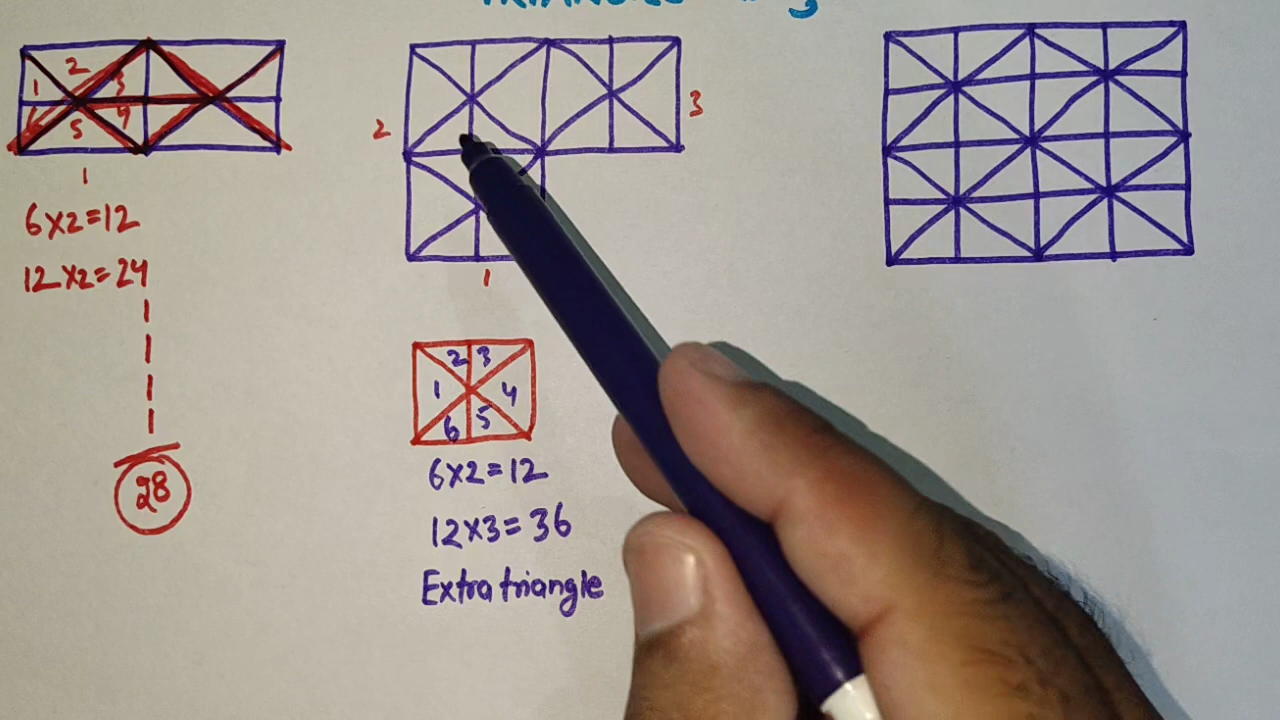 1 2 3
6 5 4
1
6x2=12
12x2=24
28
2
3
1
2 3
1 4
6 5
6x2=12
12x3=36
Extra triangle